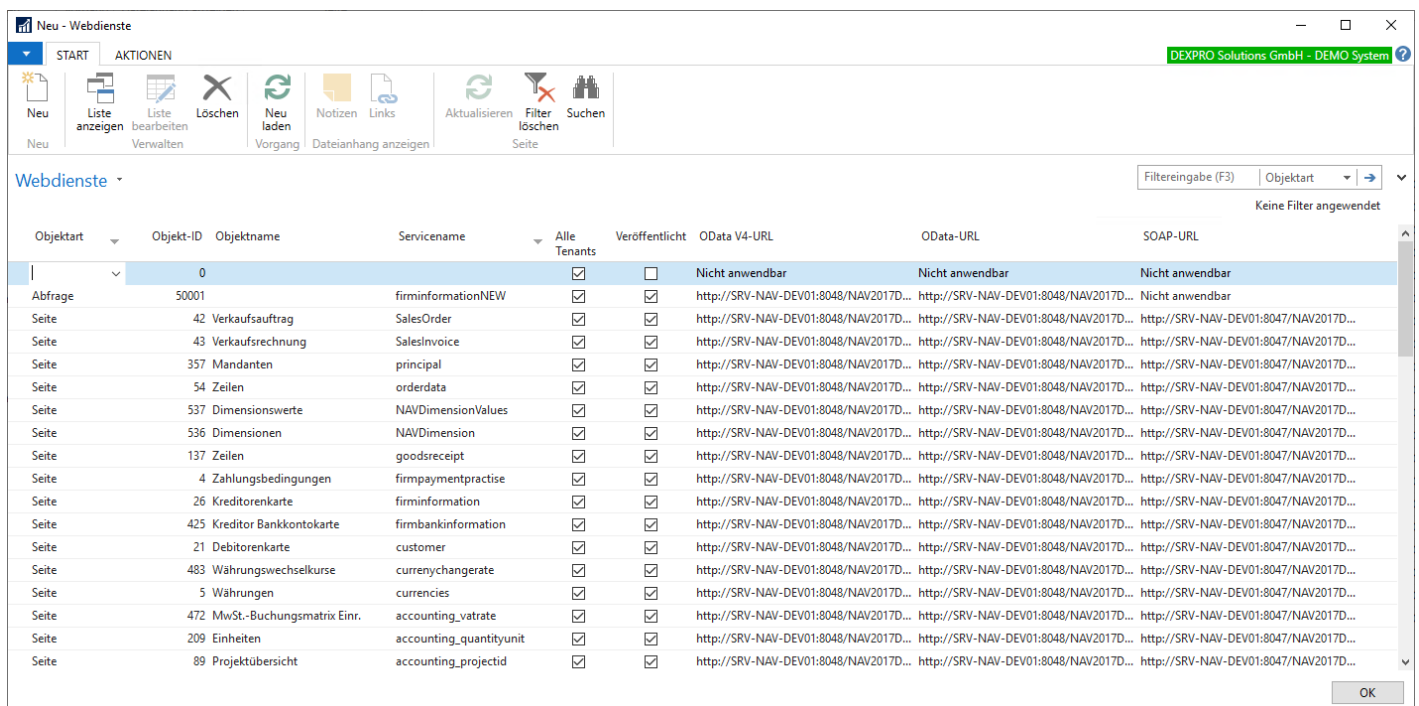 Neu - Webdienste
START AKTIONEN
DEXPRO Solutions GmbH - DEMO System
Neu
Liste anzeigen
Liste bearbeiten
Löschen
Neu laden
Notizen
Links
Aktualisieren
Filter löschen
Suchen
Neu Verwalten Vorgang Dateianhang anzeigen Seite
Webdienste
Filtereingabe (F3) Objektart
Keine Filter angewendet
Objektart Objekt-ID Objektname Servicename Alle Tenants Veröffentlicht OData V4-URL OData-URL SOAP-URL
0 Nicht anwendbar Nicht anwendbar Nicht anwendbar
Abfrage 50001 firminformationNEW http://SRV-NAV-DEV01:8048/NAV2017D... http://SRV-NAV-DEV01:8048/NAV2017D... Nicht anwendbar
Seite 42 Verkaufsauftrag SalesOrder http://SRV-NAV-DEV01:8048/NAV2017D... http://SRV-NAV-DEV01:8048/NAV2017D... http://SRV-NAV-DEV01:8047/NAV2017D...
Seite 43 Verkaufsrechnung SalesInvoice http://SRV-NAV-DEV01:8048/NAV2017D... http://SRV-NAV-DEV01:8048/NAV2017D... http://SRV-NAV-DEV01:8047/NAV2017D...
Seite 357 Mandanten principal http://SRV-NAV-DEV01:8048/NAV2017D... http://SRV-NAV-DEV01:8048/NAV2017D... http://SRV-NAV-DEV01:8047/NAV2017D...
Seite 54 Zeilen orderdata http://SRV-NAV-DEV01:8048/NAV2017D... http://SRV-NAV-DEV01:8048/NAV2017D... http://SRV-NAV-DEV01:8047/NAV2017D...
Seite 537 Dimensionswerte NAVDimensionValues http://SRV-NAV-DEV01:8048/NAV2017D... http://SRV-NAV-DEV01:8048/NAV2017D... http://SRV-NAV-DEV01:8047/NAV2017D...
Seite 536 Dimensionen NAVDimension http://SRV-NAV-DEV01:8048/NAV2017D... http://SRV-NAV-DEV01:8048/NAV2017D... http://SRV-NAV-DEV01:8047/NAV2017D...
Seite 137 Zeilen goodsreceipt http://SRV-NAV-DEV01:8048/NAV2017D... http://SRV-NAV-DEV01:8048/NAV2017D... http://SRV-NAV-DEV01:8047/NAV2017D...
Seite 4 Zahlungsbedingungen firmpaymentpractise http://SRV-NAV-DEV01:8048/NAV2017D... http://SRV-NAV-DEV01:8048/NAV2017D... http://SRV-NAV-DEV01:8047/NAV2017D...
Seite 26 Kreditorenkarte firminformation http://SRV-NAV-DEV01:8048/NAV2017D... http://SRV-NAV-DEV01:8048/NAV2017D... http://SRV-NAV-DEV01:8047/NAV2017D...
Seite 425 Kreditor Bankkontokarte firmbankinformation http://SRV-NAV-DEV01:8048/NAV2017D... http://SRV-NAV-DEV01:8048/NAV2017D... http://SRV-NAV-DEV01:8047/NAV2017D...
Seite 21 Debitorenkarte customer http://SRV-NAV-DEV01:8048/NAV2017D... http://SRV-NAV-DEV01:8048/NAV2017D... http://SRV-NAV-DEV01:8047/NAV2017D...
Seite 483 Währungswechselkurse currenychangerate http://SRV-NAV-DEV01:8048/NAV2017D... http://SRV-NAV-DEV01:8048/NAV2017D... http://SRV-NAV-DEV01:8047/NAV2017D...
Seite 5 Währungen currencies http://SRV-NAV-DEV01:8048/NAV2017D... http://SRV-NAV-DEV01:8048/NAV2017D... http://SRV-NAV-DEV01:8047/NAV2017D...
Seite 472 MwSt.-Buchungsmatrix Einr. accounting_vatrate http://SRV-NAV-DEV01:8048/NAV2017D... http://SRV-NAV-DEV01:8048/NAV2017D... http://SRV-NAV-DEV01:8047/NAV2017D...
Seite 209 Einheiten accounting_quantityunit http://SRV-NAV-DEV01:8048/NAV2017D... http://SRV-NAV-DEV01:8048/NAV2017D... http://SRV-NAV-DEV01:8047/NAV2017D...
Seite 89 Projektübersicht accounting_projectid http://SRV-NAV-DEV01:8048/NAV2017D... http://SRV-NAV-DEV01:8048/NAV2017D... http://SRV-NAV-DEV01:8047/NAV2017D...
OK